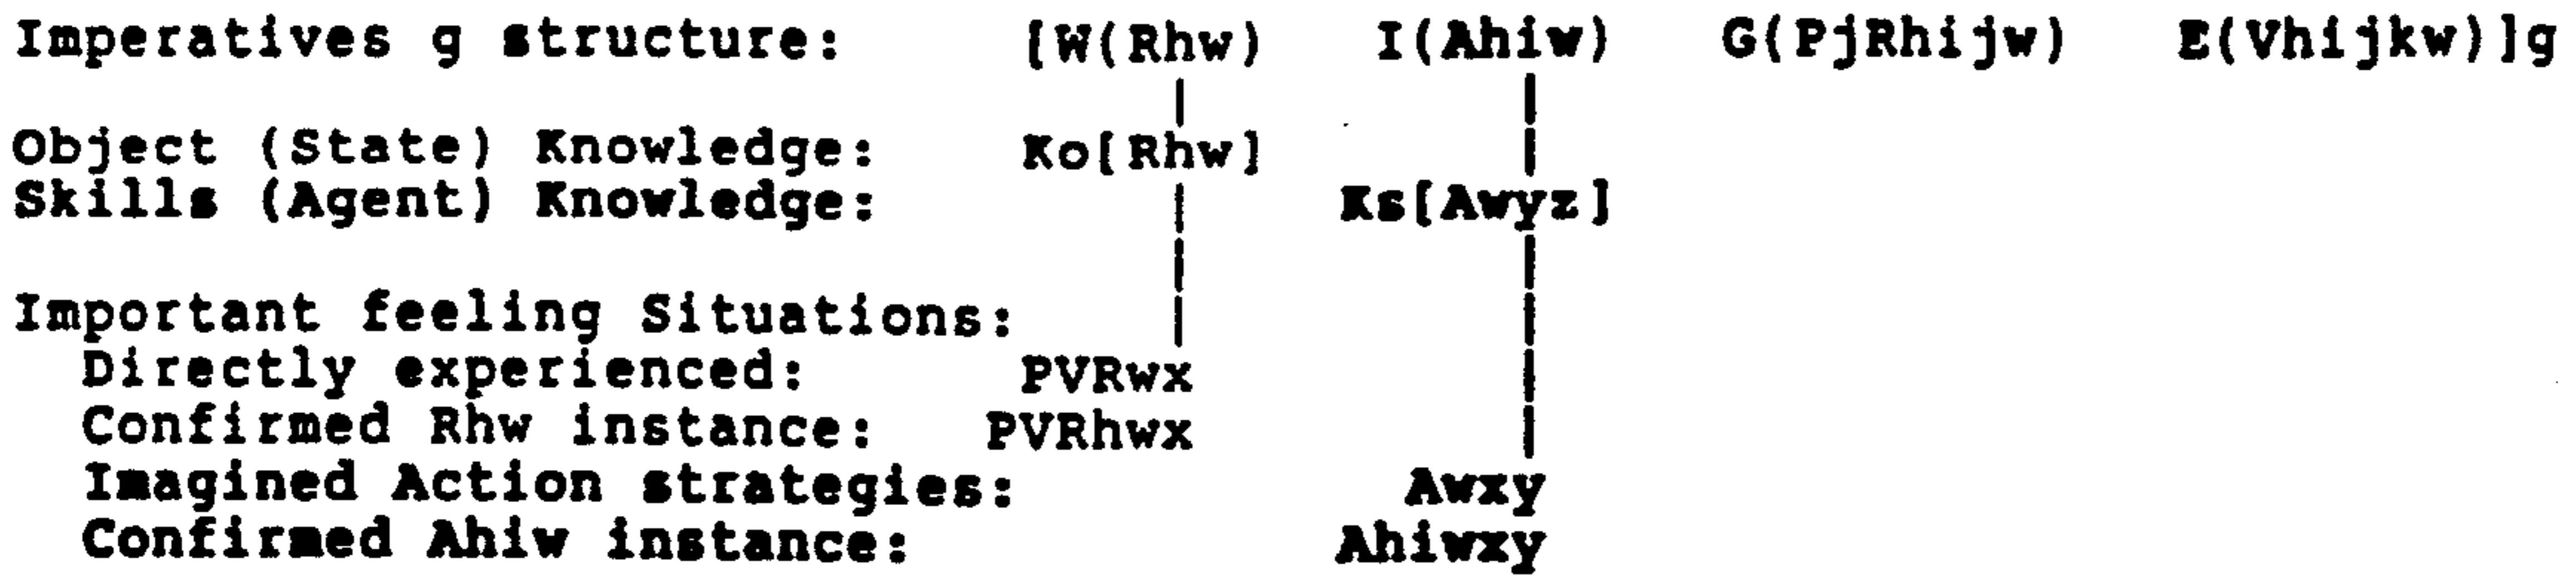 Imperatives g structure: [W(Rhw) I(Ahiw) G(PjRhijw) E(Vhijkw)]g
Object (State) Knowledge: Ko[Rhw]
Skills (Agent) Knowledge: Ks[Awyz]
Important feeling Situations:
Directly experienced: PVRwx
Confirmed Rhw instance: PVRhwx
Imagined Action strategies: Awxy
Confirmed Ahiw instance: Ahiwxy